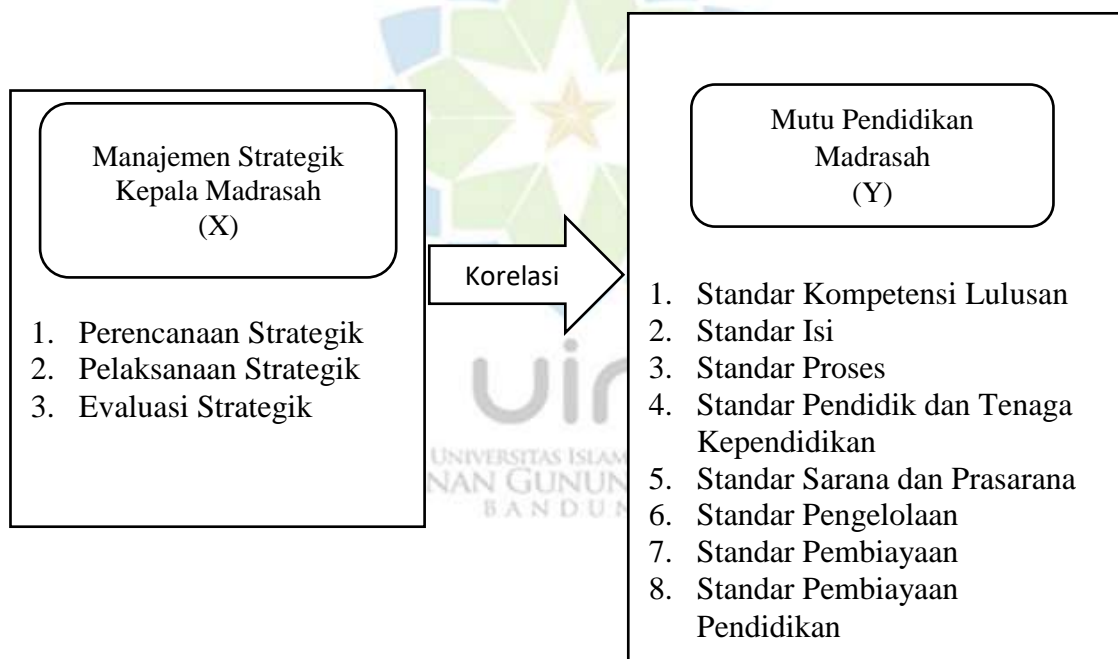 Manajemen Strategik
Kepala Madrasah
(X)
1. Perencanaan Strategik
2. Pelaksanaan Strategik
3. Evaluasi Strategik
Korelasi
Mutu Pendidikan
Madrasah
(Y)
1. Standar Kompetensi Lulusan
2. Standar Isi
3. Standar Proses
4. Standar Pendidik dan Tenaga
Kependidikan
5. Standar Sarana dan Prasarana
6. Standar Pengelolaan
7. Standar Pembiayaan
8. Standar Pembiayaan
Pendidikan
UNIVERSITAS ISLAM
BANDUN